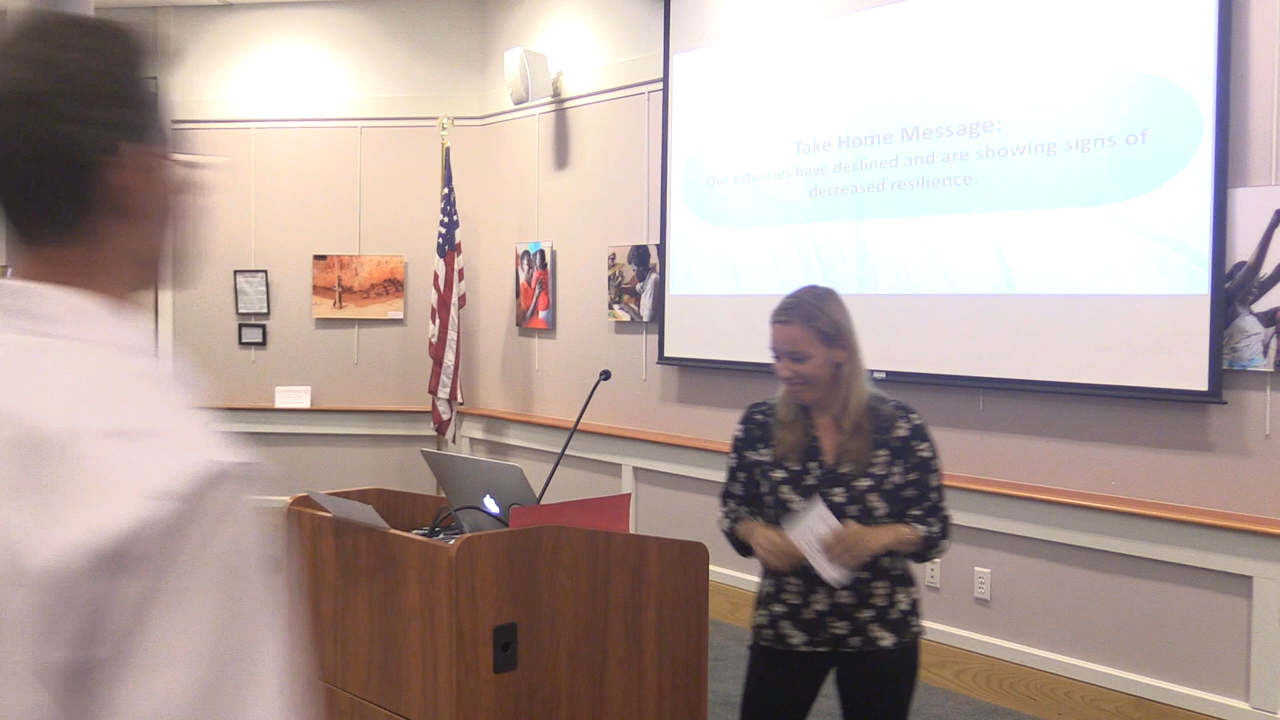 Take Home Message:
Our estuaries have declined and are showing signs of
decreased resilience.